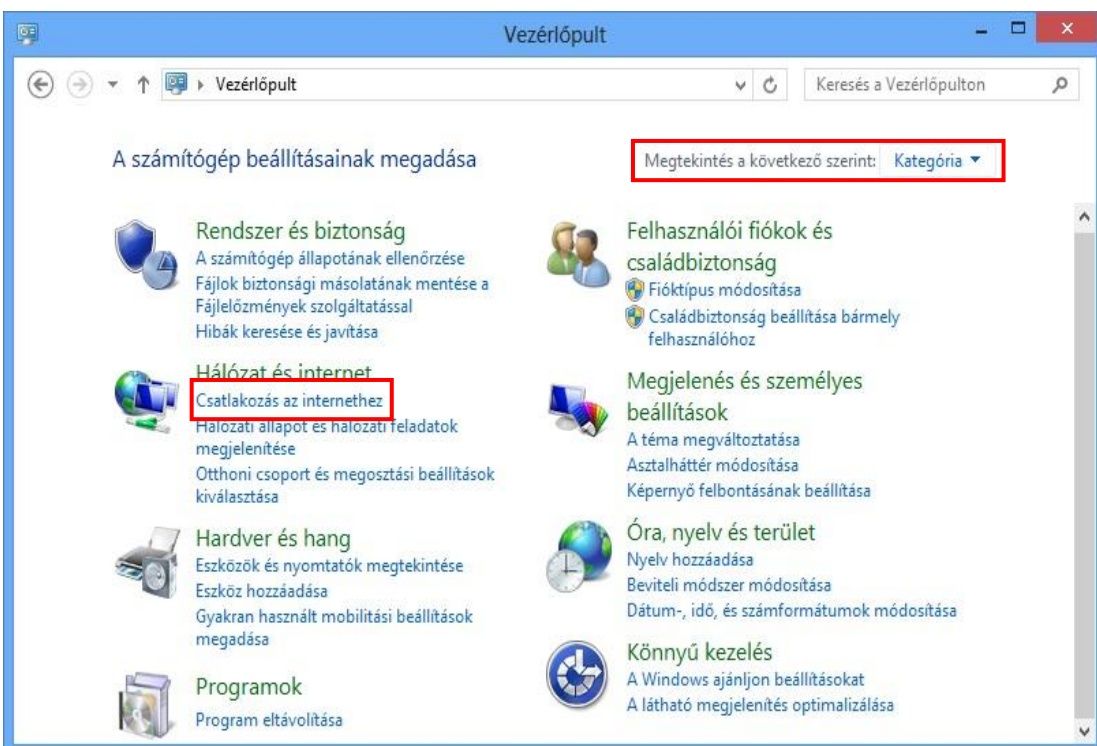 Vezérlőpult
Vezérlőpult
Keresés a Vezérlőpulton
A számítógép beállításainak megadása
Megtekintés a következő szerint: Kategória
Rendszer és biztonság
A számítógép állapotának ellenőrzése
Fájlok biztonsági másolatának mentése a
Fájlelőzmények szolgáltatással
Hibák keresése és javítása
Hálózat és internet
Csatlakozás az internethez
Hálózati állapot és hálózati feladatok
megjelenítése
Otthoni csoport és megosztási beállítások
kiválasztása
Hardver és hang
Eszközök és nyomtatók megtekintése
Eszköz hozzáadása
Gyakran használt mobilitási beállítások
megadása
Programok
Program eltávolítása
Felhasználói fiókok és
családbiztonság
Fióktípus módosítása
Családbiztonság beállítása bármely
felhasználóhoz
Megjelenés és személyes
beállítások
A téma megváltoztatása
Asztalháttér módosítása
Képernyő felbontásának beállítása
Óra, nyelv és terület
Nyelv hozzáadása
Beviteli módszer módosítása
Dátum-, idő, és számformátumok módosítása
Könnyű kezelés
A Windows ajánljon beállításokat
A látható megjelenítés optimalizálása